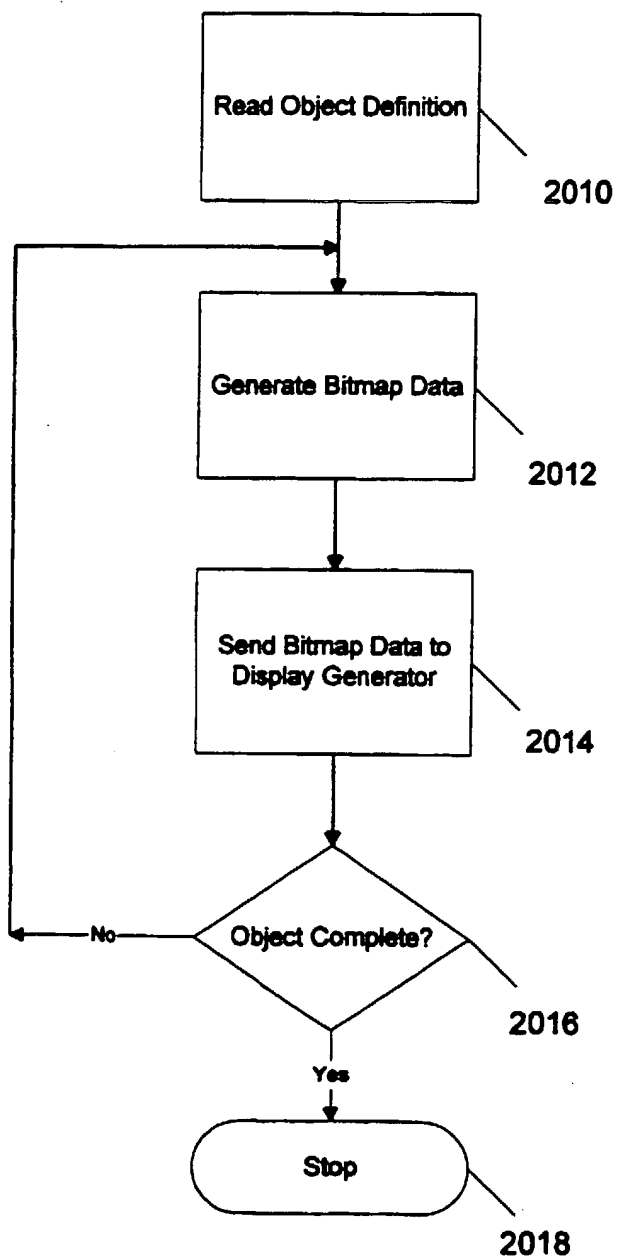 Read Object Definition
2010
Generate Bitmap Data
2012
Send Bitmap Data to
Display Generator
2014
Object Complete?
No
2016
Yes
Stop
2018